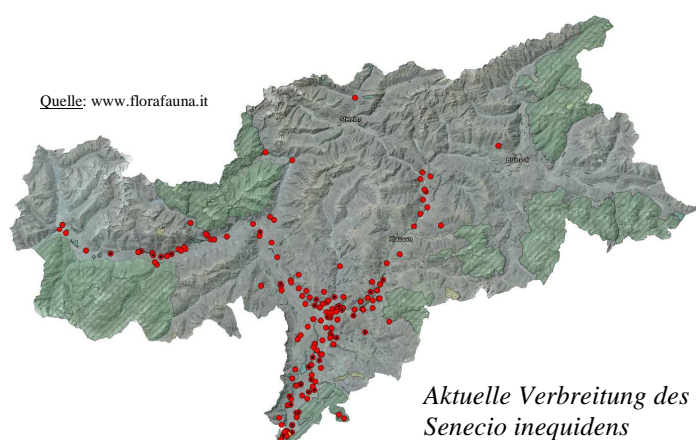 Quelle: www.florafauna.it
Sterzing
Bruneck
Klausen
Aktuelle Verbreitung des
Senecio inequidens